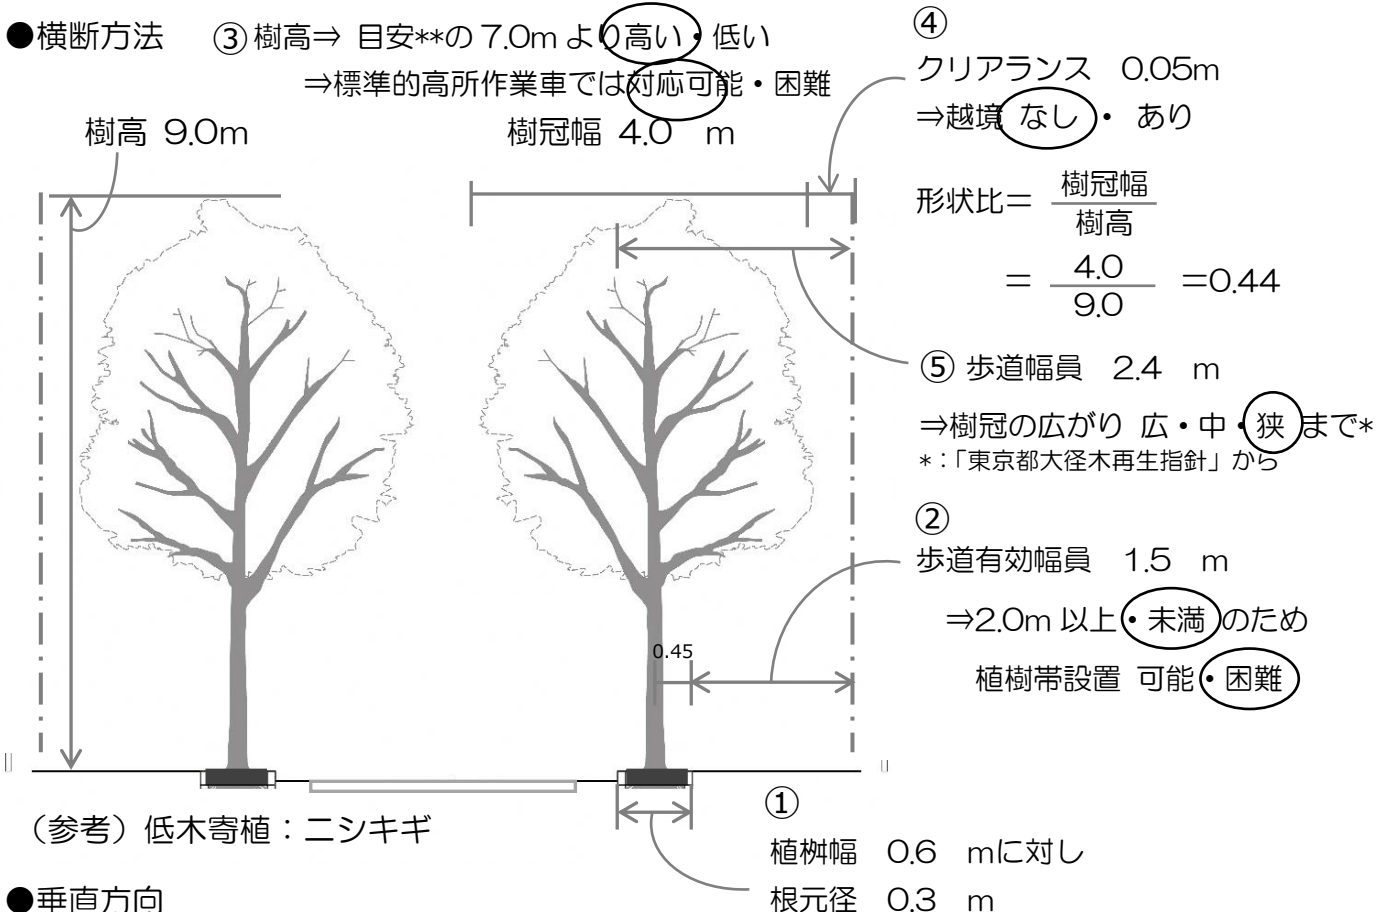 ●横断方法 ③樹高⇒ 目安**の7.0mより高い・低い
⇒標準的高所作業車では対応可能・困難
樹高 9.0m
樹冠幅 4.0 m
④
クリアランス 0.05m
⇒越境 なし・ あり
形状比＝ 樹冠幅
樹高
＝ 4.0 ＝0.44
9.0
⑤ 歩道幅員 2.4 m
⇒樹冠の広がり 広・中・狭 まで*
*：「東京都大径木再生指針」から
②
歩道有効幅員 1.5 m
⇒2.0m 以上・未満 のため
植樹帯設置 可能・困難
0.45
（参考）低木寄植：ニシキギ
①
植桝幅 0.6 mに対し
根元径 0.3 m
●垂直方向